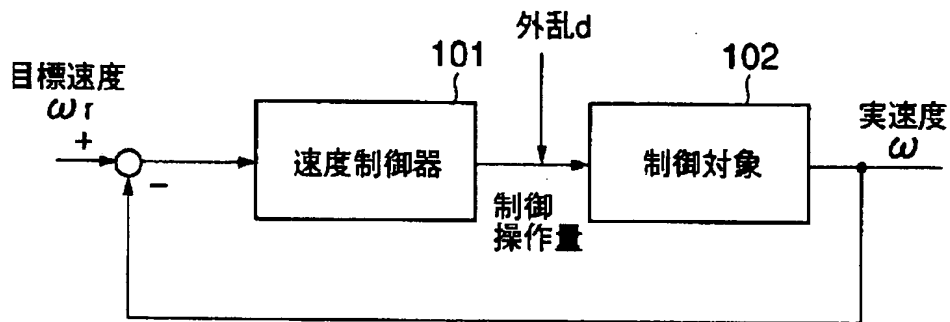 外乱d
101
102
目標速度
ωr
+
-
速度制御器
制御対象
実速度
ω
制御
操作量